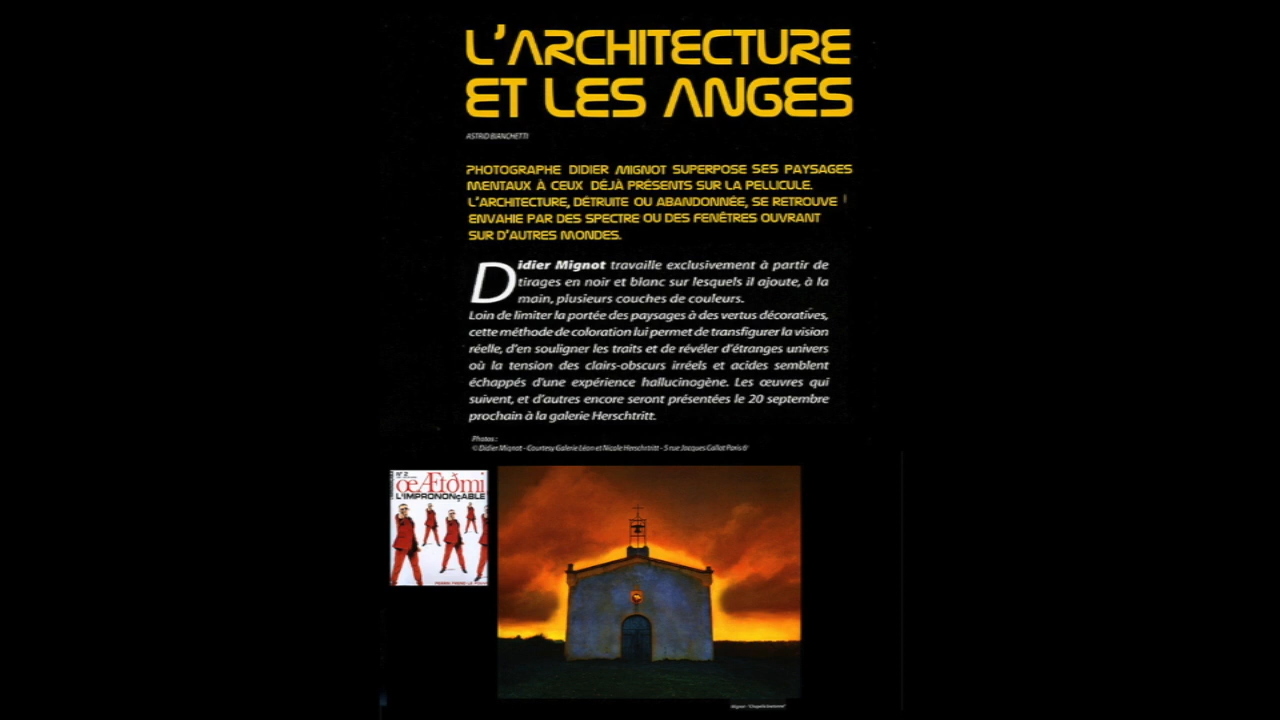 L'ARCHITECTURE
ET LES ANGES
ASTRID BIANCHETTI
PHOTOGRAPHE DIDIER MIGNOT SUPERPOSE SES PAYSAGES
MENTAUX À CEUX DÉJÀ PRÉSENTS SUR LA PELLICULE.
L'ARCHITECTURE, DÉTRUITE OU ABANDONNÉE, SE RETROUVE
ENVAHIE PAR DES SPECTRE OU DES FENÊTRES OUVRANT
SUR D'AUTRES MONDES.
Didier Mignot travaille exclusivement à partir de
tirages en noir et blanc sur lesquels il ajoute, à la
main, plusieurs couches de couleurs.
Loin de limiter la portée des paysages à des vertus décoratives,
cette méthode de coloration lui permet de transfigurer la vision
réelle, d'en souligner les traits et de révéler d'étranges univers
où la tension des clairs-obscurs irréels et acides semblent
échappés d'une expérience hallucinogène. Les œuvres qui
suivent, et d'autres encore seront présentées le 20 septembre
prochain à la galerie Herschtritt.
Photos :
© Didier Mignot - Courtesy Galerie Léon et Nicole Herschtritt - 5 rue Jacques Callot Paris 6
N° 2
œÆtðmi
L'IMPRONONçABLE
Mignot